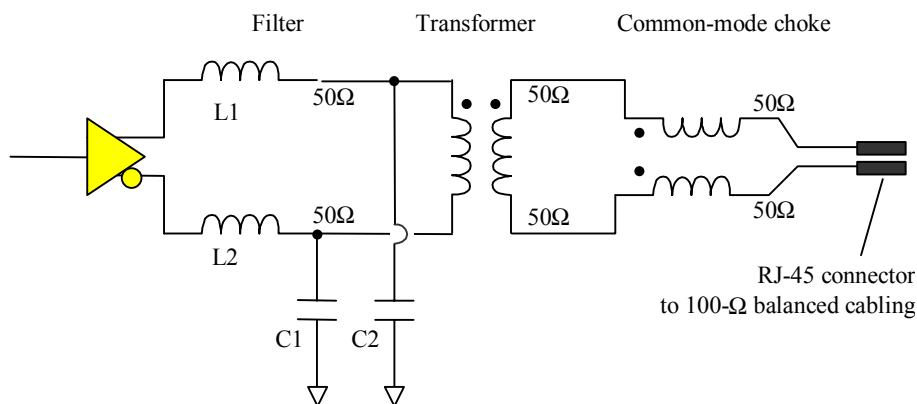 Filter
Transformer
Common-mode choke
L1
50Ω
50Ω
50Ω
L2
50Ω
50Ω
50Ω
C1
C2
RJ-45 connector
to 100-Ω balanced cabling